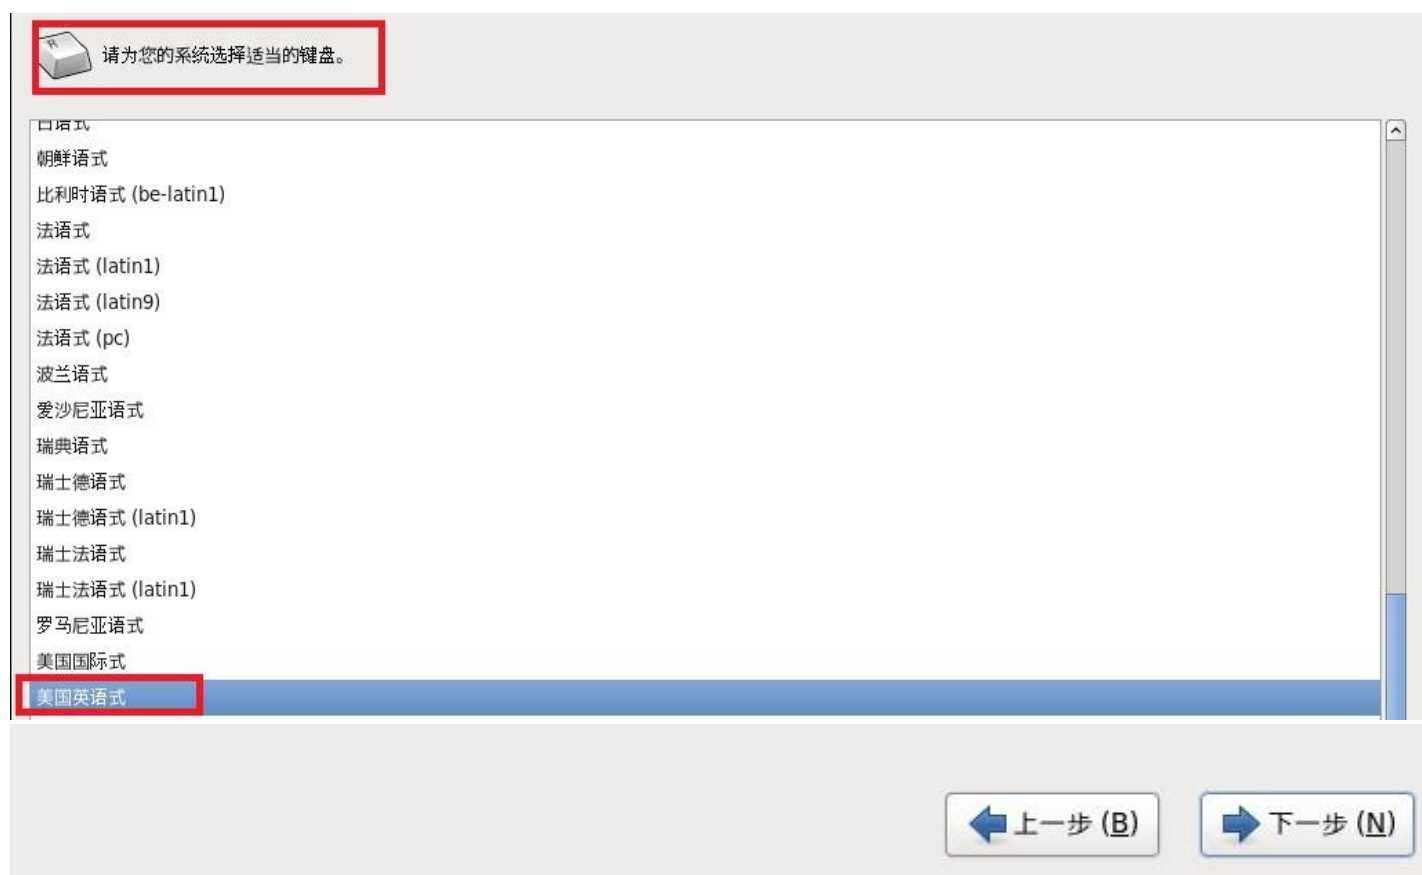 请为您的系统选择适当的键盘。
日语式
朝鲜语式
比利时语式 (be-latin1)
法语式
法语式 (latin1)
法语式 (latin9)
法语式 (pc)
波兰语式
爱沙尼亚语式
瑞典语式
瑞士德语式
瑞士德语式 (latin1)
瑞士法语式
瑞士法语式 (latin1)
罗马尼亚语式
美国国际式
美国英语式
上一步 (B)
下一步 (N)